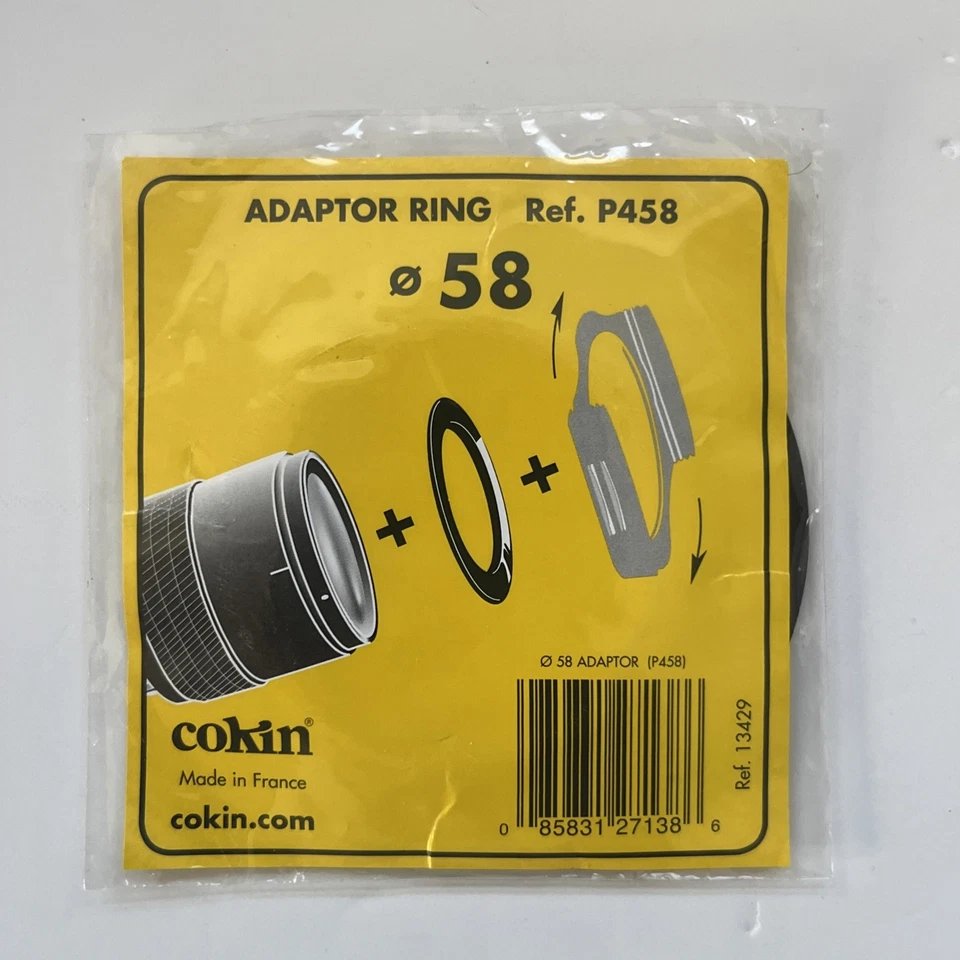 ADAPTOR RING Ref. P458
ø 58
+
+
Ø 58 ADAPTOR (P458)
cokin®
Made in France
cokin.com
0 85831 27138 6
Ref. 13429